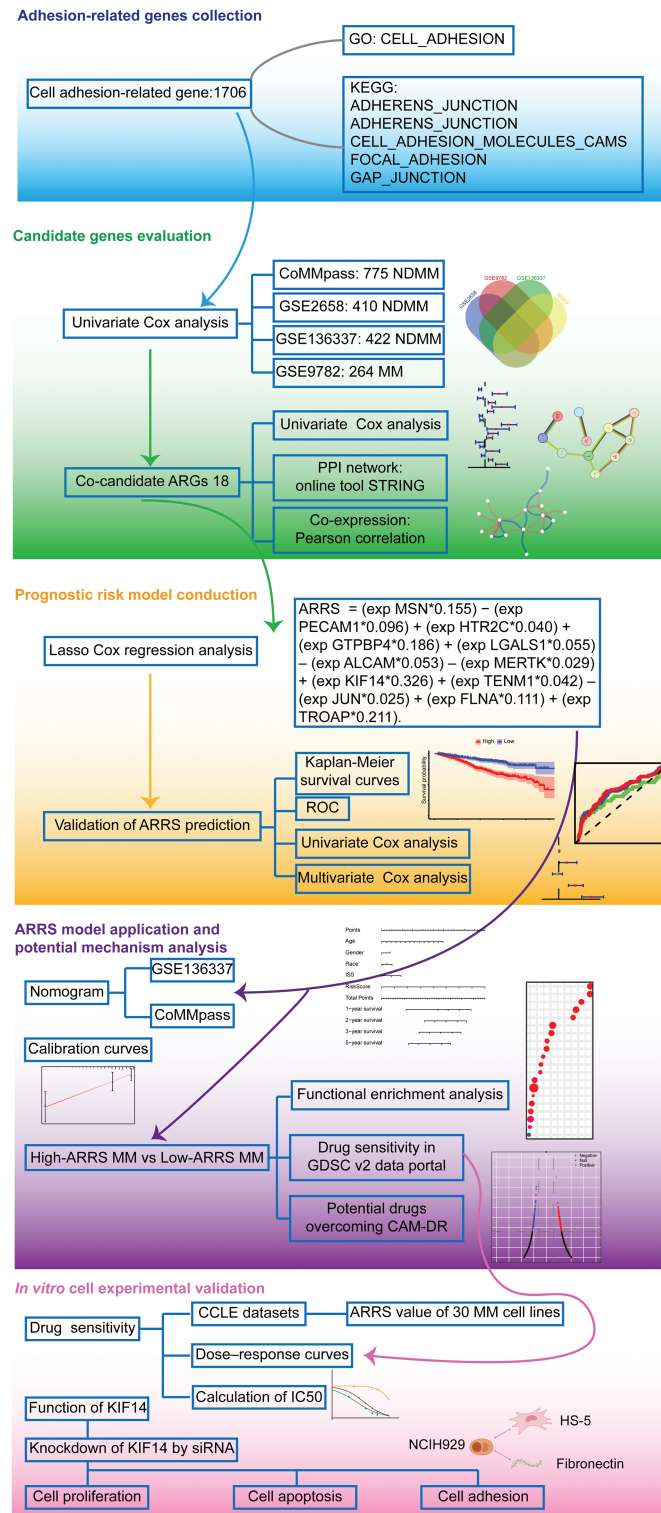 Adhesion-related genes collection
GO: CELL_ADHESION
Cell adhesion-related gene:1706
KEGG:
ADHERENS_JUNCTION
ADHERENS_JUNCTION
CELL_ADHESION_MOLECULES_CAMS
FOCAL_ADHESION
GAP_JUNCTION
Candidate genes evaluation
Univariate Cox analysis
CoMMpass: 775 NDMM
GSE2658: 410 NDMM
GSE136337: 422 NDMM
GSE9782: 264 MM
GSE2658
GSE9782
GSE136337
Co-candidate ARGs 18
Univariate Cox analysis
PPI network:
online tool STRING
Co-expression:
Pearson correlation
Prognostic risk model conduction
Lasso Cox regression analysis
ARRS = (exp MSN*0.155) − (exp
PECAM1*0.096) + (exp HTR2C*0.040) +
(exp GTPBP4*0.186) + (exp LGALS1*0.055)
– (exp ALCAM*0.053) – (exp MERTK*0.029)
+ (exp KIF14*0.326) + (exp TENM1*0.042) –
(exp JUN*0.025) + (exp FLNA*0.111) + (exp
TROAP*0.211).
Validation of ARRS prediction
Kaplan-Meier
survival curves
ROC
Univariate Cox analysis
Multivariate Cox analysis
High
Low
Survival probability
ARRS model application and
potential mechanism analysis
Nomogram
GSE136337
CoMMpass
Points
Age
Gender
Race
ISS
RiskScore
Total Points
1−year survival
2−year survival
3−year survival
5−year survival
Calibration curves
High-ARRS MM vs Low-ARRS MM
Functional enrichment analysis
Drug sensitivity in
GDSC v2 data portal
Potential drugs
overcoming CAM-DR
Negative
Null
Positive
In vitro cell experimental validation
Drug sensitivity
CCLE datasets
ARRS value of 30 MM cell lines
Dose–response curves
Calculation of IC50
Function of KIF14
Knockdown of KIF14 by siRNA
Cell proliferation
Cell apoptosis
Cell adhesion
HS-5
NCIH929
Fibronectin